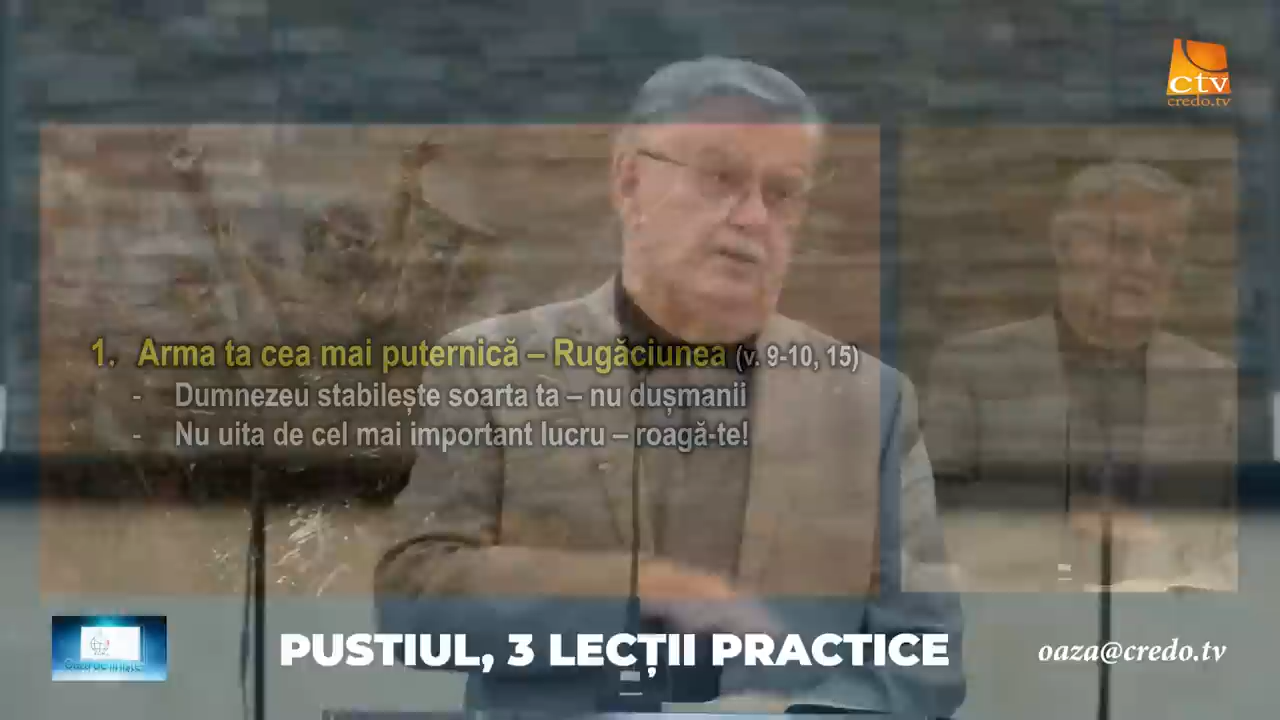 ctv
credo.tv
1. Arma ta cea mai puternică – Rugăciunea (v. 9-10, 15)
- Dumnezeu stabilește soarta ta – nu dușmanii
- Nu uita de cel mai important lucru – roagă-te!
PUSTIUL, 3 LECȚII PRACTICE
oaza@credo.tv